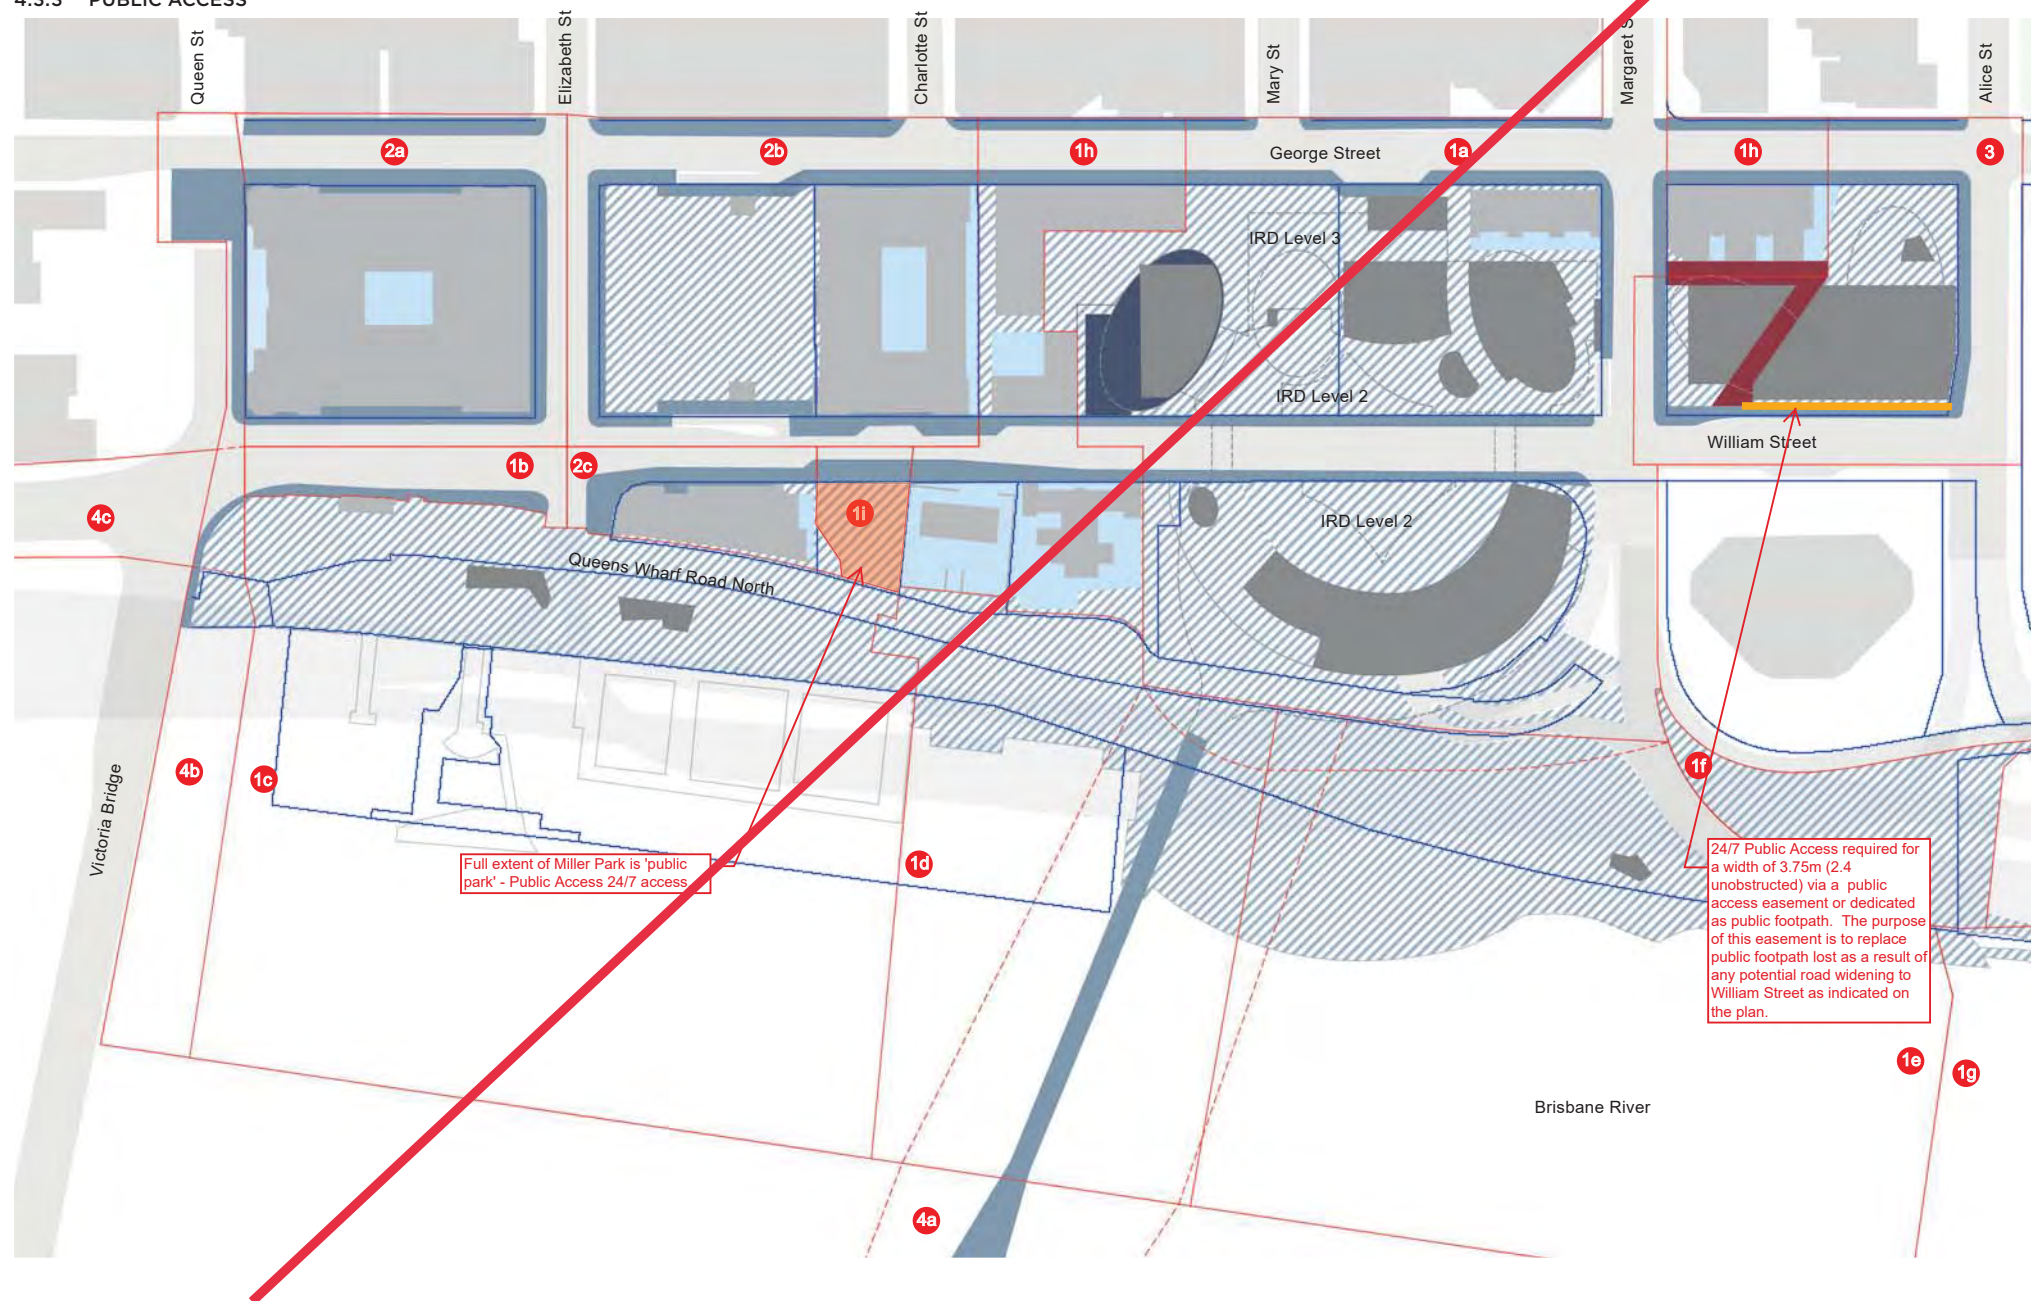 4.3.3 PUBLIC ACCESS
Queen St
Elizabeth St
Charlotte St
Mary St
Margaret St
Alice St
2a
2b
1h
George Street
1a
1h
3
IRD Level 3
IRD Level 2
William Street
1b
2c
4c
1i
IRD Level 2
Queens Wharf Road North
4b
1c
1f
Victoria Bridge
Full extent of Miller Park is 'public
park' - Public Access 24/7 access
1d
24/7 Public Access required for
a width of 3.75m (2.4
unobstructed) via a public
access easement or dedicated
as public footpath. The purpose
of this easement is to replace
public footpath lost as a result of
any potential road widening to
William Street as indicated on
the plan.
1e
1g
Brisbane River
4a